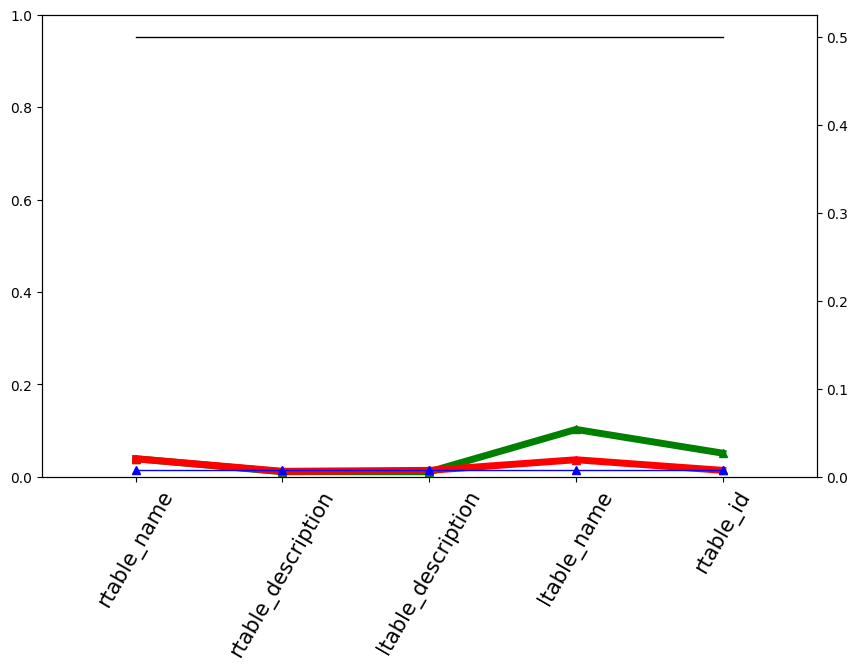 1.0
0.8
0.6
0.4
0.2
0.0
0.5
0.4
0.3
0.2
0.1
0.0
rtable_name
rtable_description
ltable_description
ltable_name
rtable_id